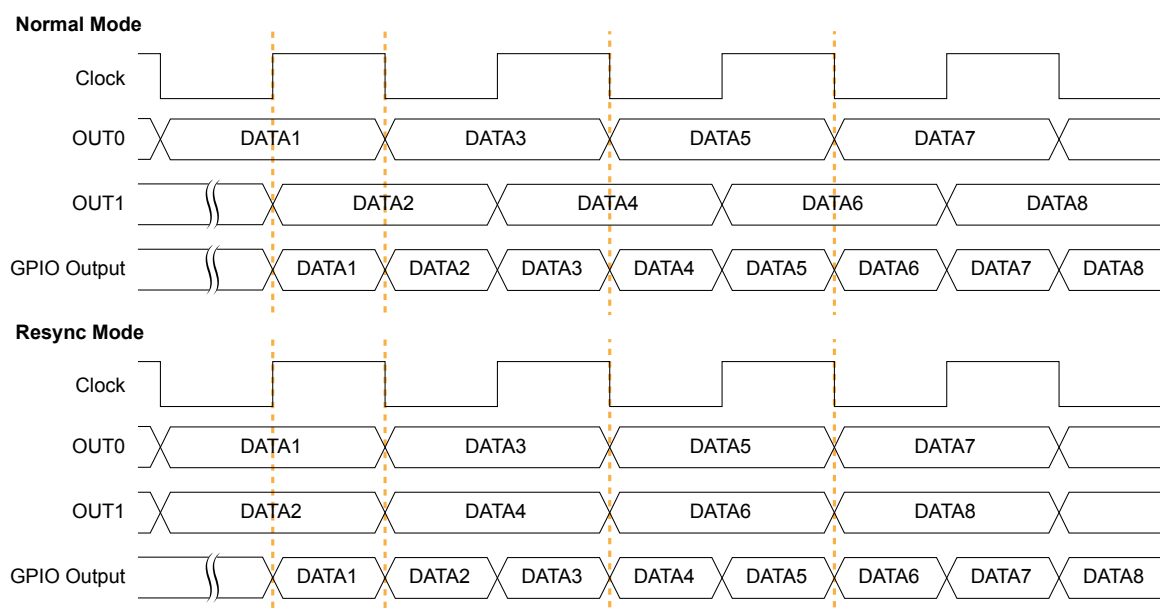 Normal Mode
Clock
OUT0 DATA1 DATA3 DATA5 DATA7
OUT1 DATA2 DATA4 DATA6 DATA8
GPIO Output DATA1 DATA2 DATA3 DATA4 DATA5 DATA6 DATA7 DATA8
Resync Mode
Clock
OUT0 DATA1 DATA3 DATA5 DATA7
OUT1 DATA2 DATA4 DATA6 DATA8
GPIO Output DATA1 DATA2 DATA3 DATA4 DATA5 DATA6 DATA7 DATA8